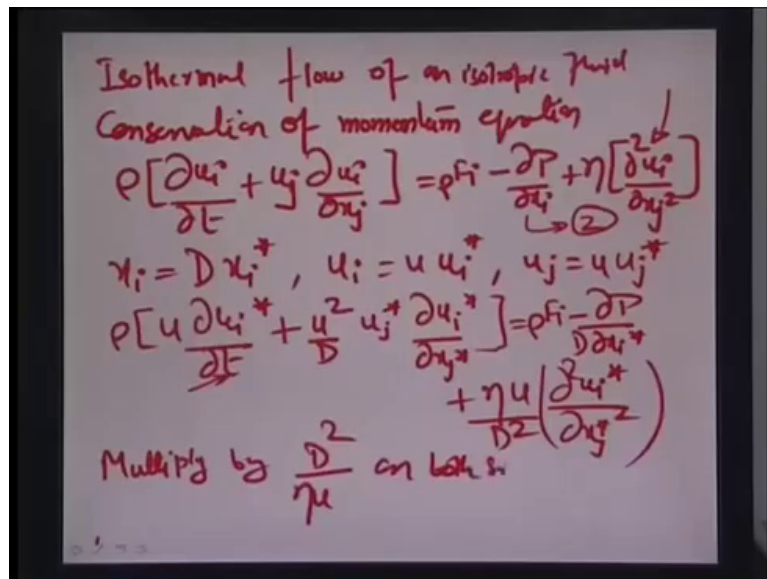 Isothermal flow of an isotropic fluid
Conservation of momentum equation
ρ[∂ui/∂t + uj ∂ui/∂xj] = ρFi - ∂P/∂xi + η[∂²ui/∂xj²]
→ 2
xi = D xi*, ui = u ui*, uj = u uj*
ρ[u ∂ui*/∂t + u²/D uj* ∂ui*/∂xj*] = ρFi - ∂P/D∂xi*
+ ηu/D² (∂²ui*/∂xj*²)
Multiply by D²/ηu on both si